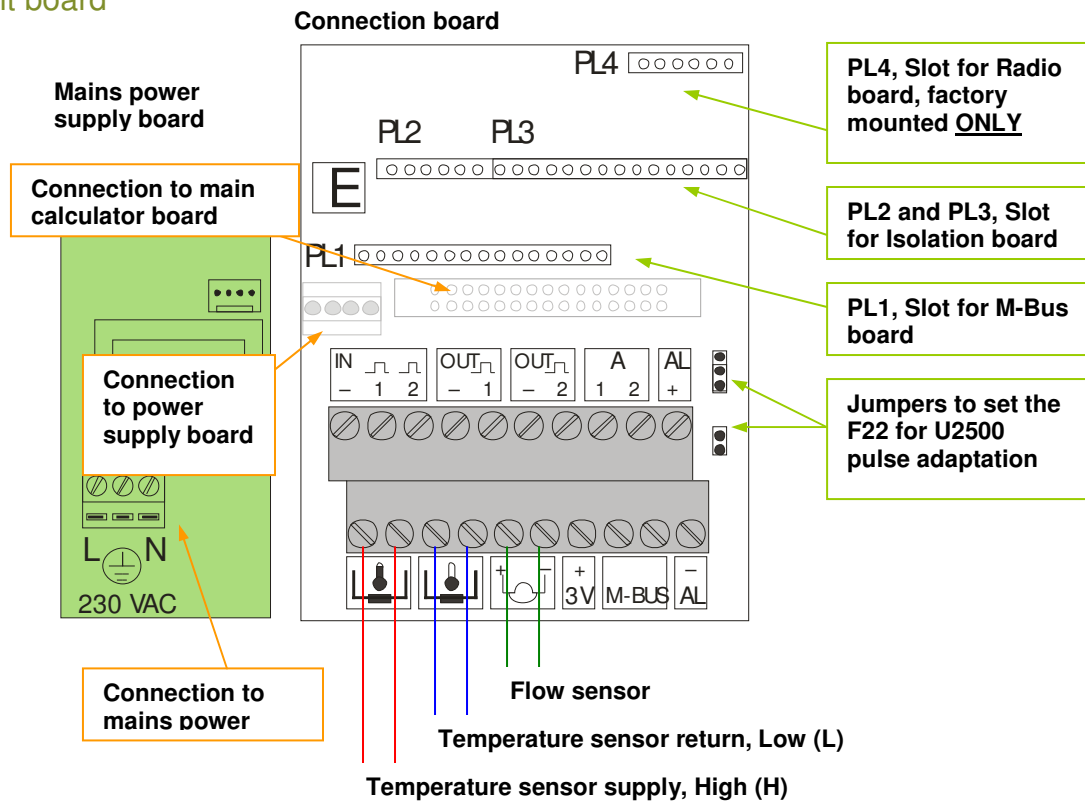 t board
Connection board
Mains power
supply board
PL4
PL2 PL3
E
Connection to main
calculator board
PL1
PL4, Slot for Radio
board, factory
mounted ONLY
PL2 and PL3, Slot
for Isolation board
PL1, Slot for M-Bus
board
Jumpers to set the
F22 for U2500
pulse adaptation
Connection
to power
supply board
IN OUT OUT A AL
– 1 2 – 1 – 2 1 2 +
L N
230 VAC
+ – + –
3V M-BUS AL
Connection to
mains power
Flow sensor
Temperature sensor return, Low (L)
Temperature sensor supply, High (H)